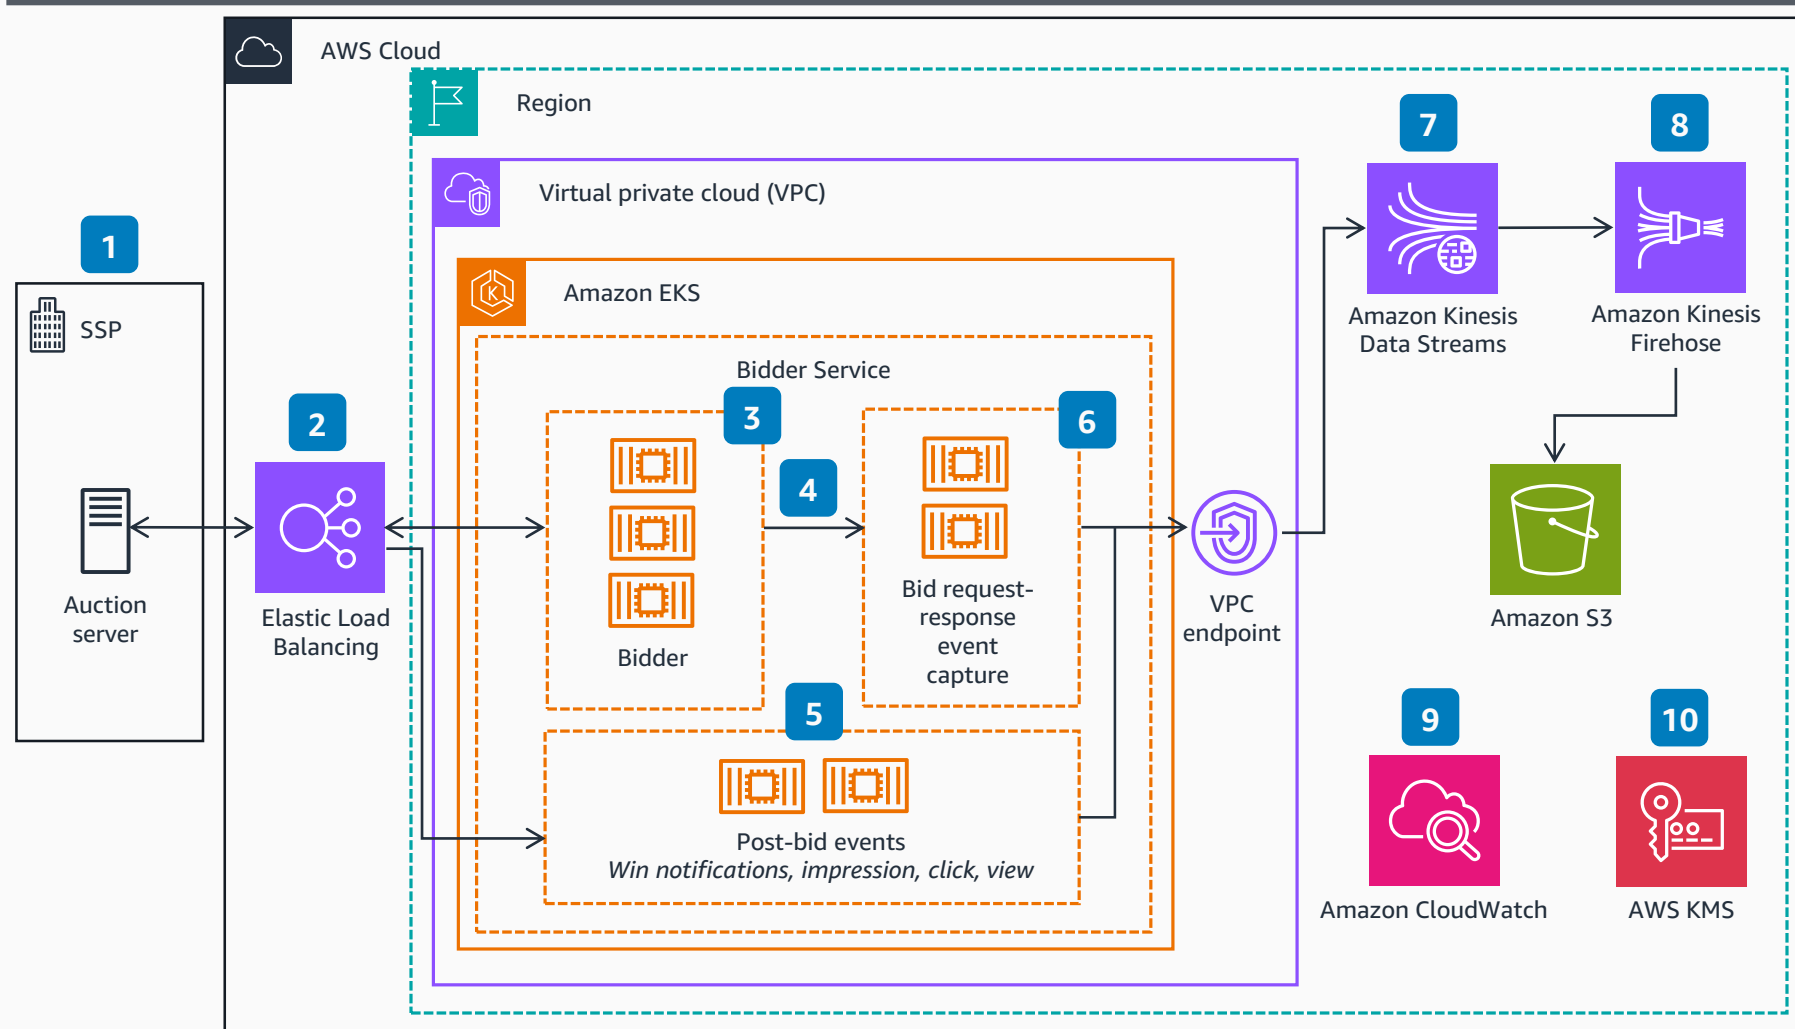 AWS Cloud
Region
7
8
Virtual private cloud (VPC)
1
Amazon EKS
SSP
Amazon Kinesis
Data Streams
Amazon Kinesis
Firehose
Bidder Service
2
3
6
4
K
Bidder
Bid request-
response
event
capture
Auction
server
Elastic Load
Balancing
VPC
endpoint
Amazon S3
5
9
10
Post-bid events
Win notifications, impression, click, view
Amazon CloudWatch
AWS KMS